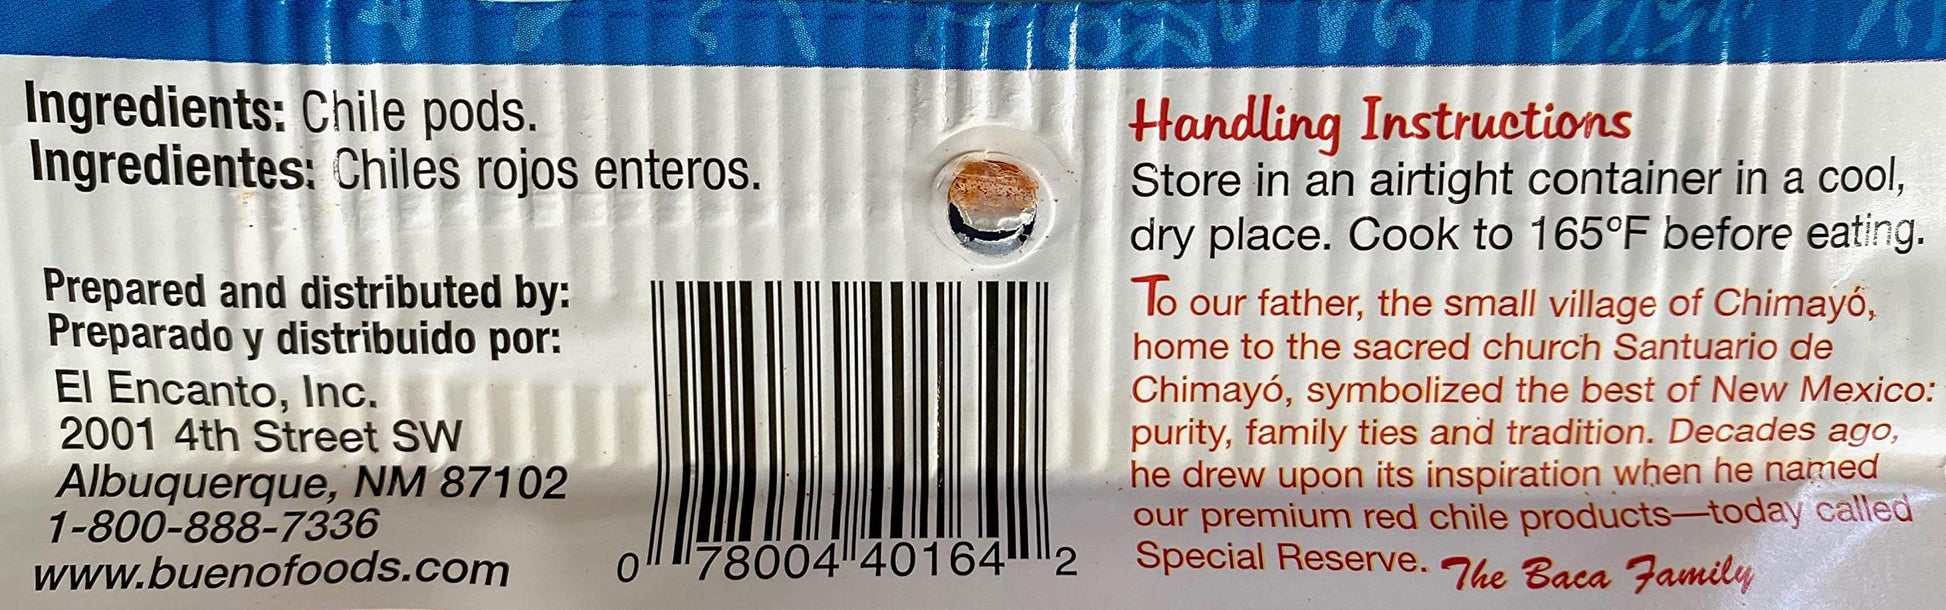 Ingredients: Chile pods.
Ingredientes: Chiles rojos enteros.
Prepared and distributed by:
Preparado y distribuido por:
El Encanto, Inc.
2001 4th Street SW
Albuquerque, NM 87102
1-800-888-7336
www.buenofoods.com
0 78004 40164 2
Handling Instructions
Store in an airtight container in a cool,
dry place. Cook to 165ºF before eating.
To our father, the small village of Chimayó,
home to the sacred church Santuario de
Chimayó, symbolized the best of New Mexico:
purity, family ties and tradition. Decades ago,
he drew upon its inspiration when he named
our premium red chile products—today called
Special Reserve. The Baca Family